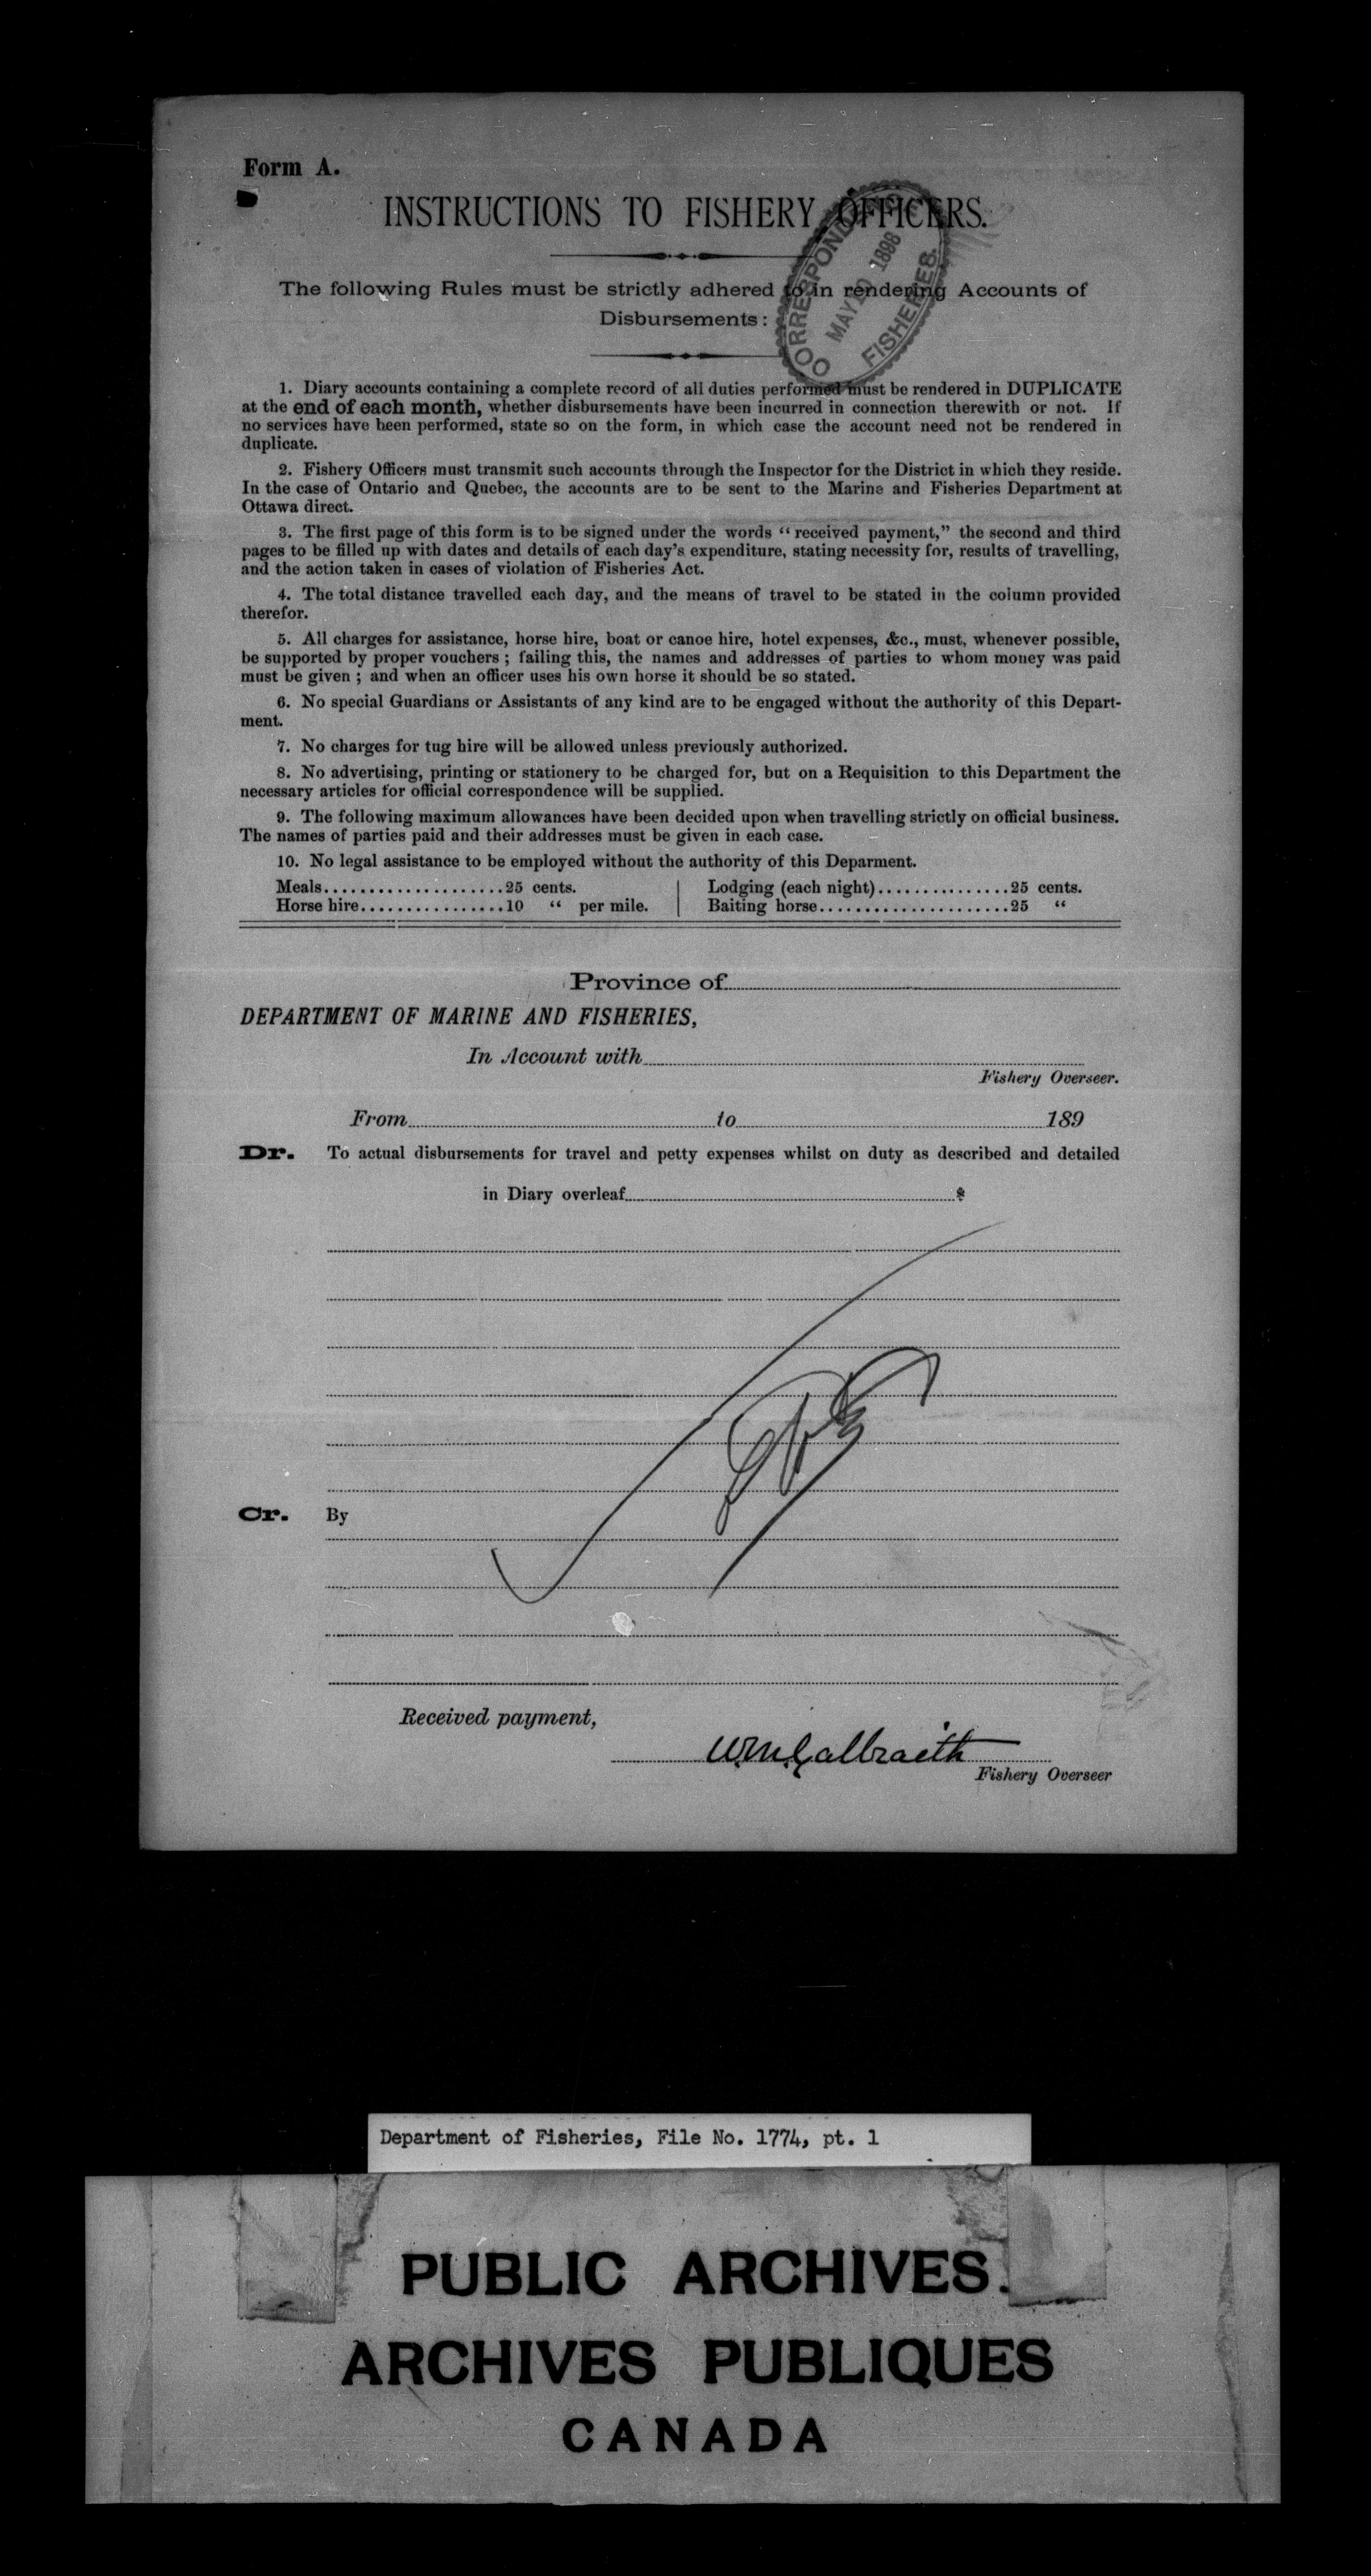 Form A.
INSTRUCTIONS TO FISHERY OFFICERS.
CORRESPONDENCE
MAY 10 1898
FISHERIES.
The following Rules must be strictly adhered to in rendering Accounts of
Disbursements:
1. Diary accounts containing a complete record of all duties performed must be rendered in DUPLICATE
at the end of each month, whether disbursements have been incurred in connection therewith or not. If
no services have been performed, state so on the form, in which case the account need not be rendered in
duplicate.
2. Fishery Officers must transmit such accounts through the Inspector for the District in which they reside.
In the case of Ontario and Quebec, the accounts are to be sent to the Marine and Fisheries Department at
Ottawa direct.
3. The first page of this form is to be signed under the words “received payment,” the second and third
pages to be filled up with dates and details of each day's expenditure, stating necessity for, results of travelling,
and the action taken in cases of violation of Fisheries Act.
4. The total distance travelled each day, and the means of travel to be stated in the column provided
therefor.
5. All charges for assistance, horse hire, boat or canoe hire, hotel expenses, &c., must, whenever possible,
be supported by proper vouchers ; failing this, the names and addresses of parties to whom money was paid
must be given ; and when an officer uses his own horse it should be so stated.
6. No special Guardians or Assistants of any kind are to be engaged without the authority of this Depart-
ment.
7. No charges for tug hire will be allowed unless previously authorized.
8. No advertising, printing or stationery to be charged for, but on a Requisition to this Department the
necessary articles for official correspondence will be supplied.
9. The following maximum allowances have been decided upon when travelling strictly on official business.
The names of parties paid and their addresses must be given in each case.
10. No legal assistance to be employed without the authority of this Deparment.
Meals....................25 cents. Lodging (each night)...............25 cents.
Horse hire................10 “ per mile. Baiting horse.....................25 “
Province of
DEPARTMENT OF MARINE AND FISHERIES,
In Account with
Fishery Overseer.
From to 189
Dr. To actual disbursements for travel and petty expenses whilst on duty as described and detailed
in Diary overleaf $
Cr. By
Received payment,
Wm. Galbraith
Fishery Overseer
Department of Fisheries, File No. 1774, pt. 1
PUBLIC ARCHIVES.
ARCHIVES PUBLIQUES
CANADA